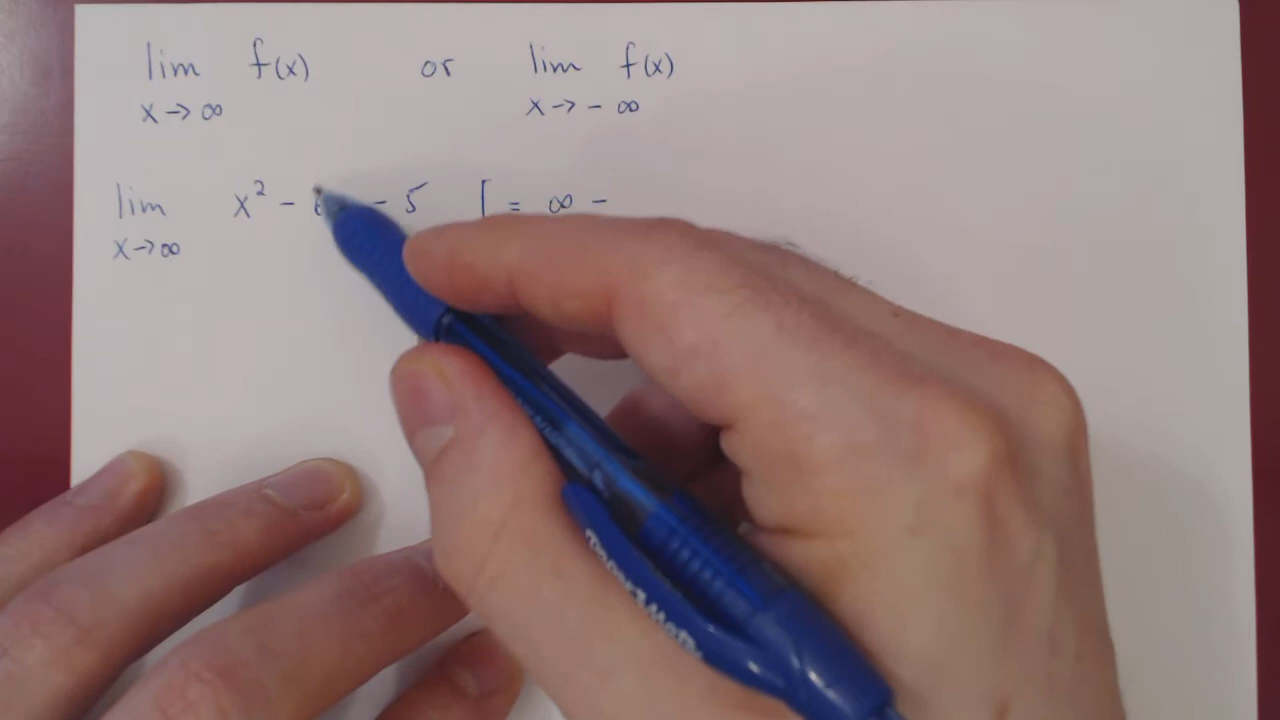 lim f(x) or lim f(x)
x → ∞ x → - ∞
lim x² - - 5 [ = ∞ -
x → ∞